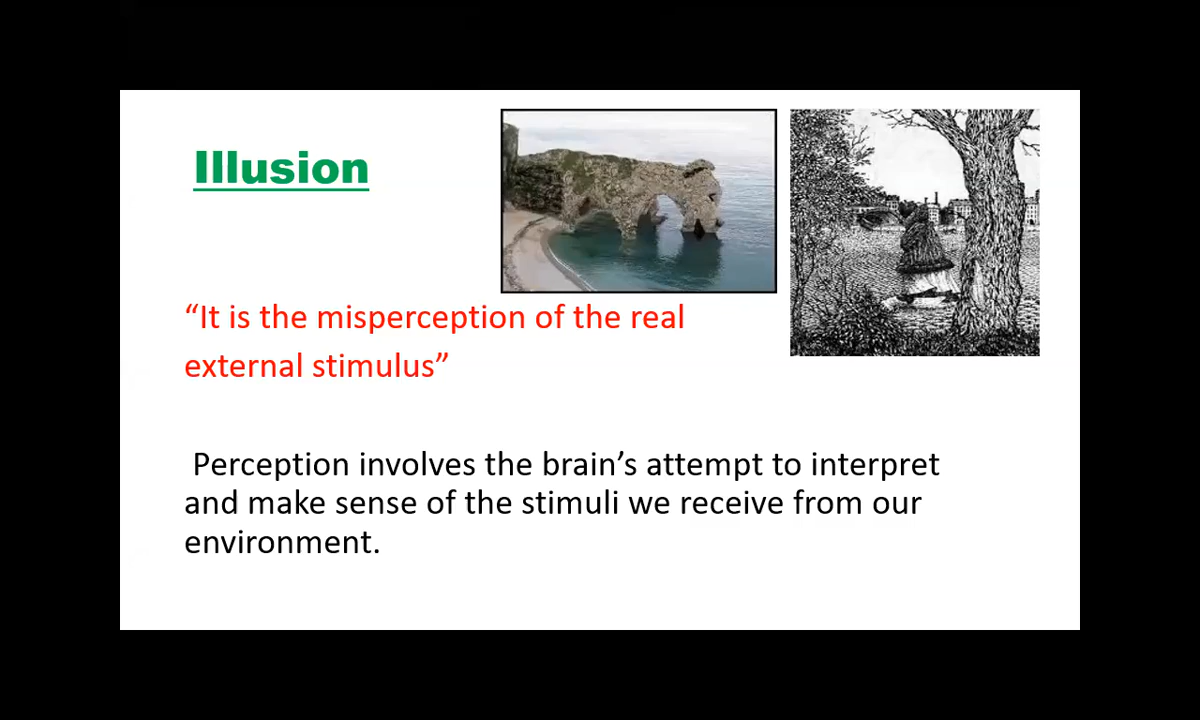 Illusion
“It is the misperception of the real
external stimulus”
Perception involves the brain’s attempt to interpret
and make sense of the stimuli we receive from our
environment.